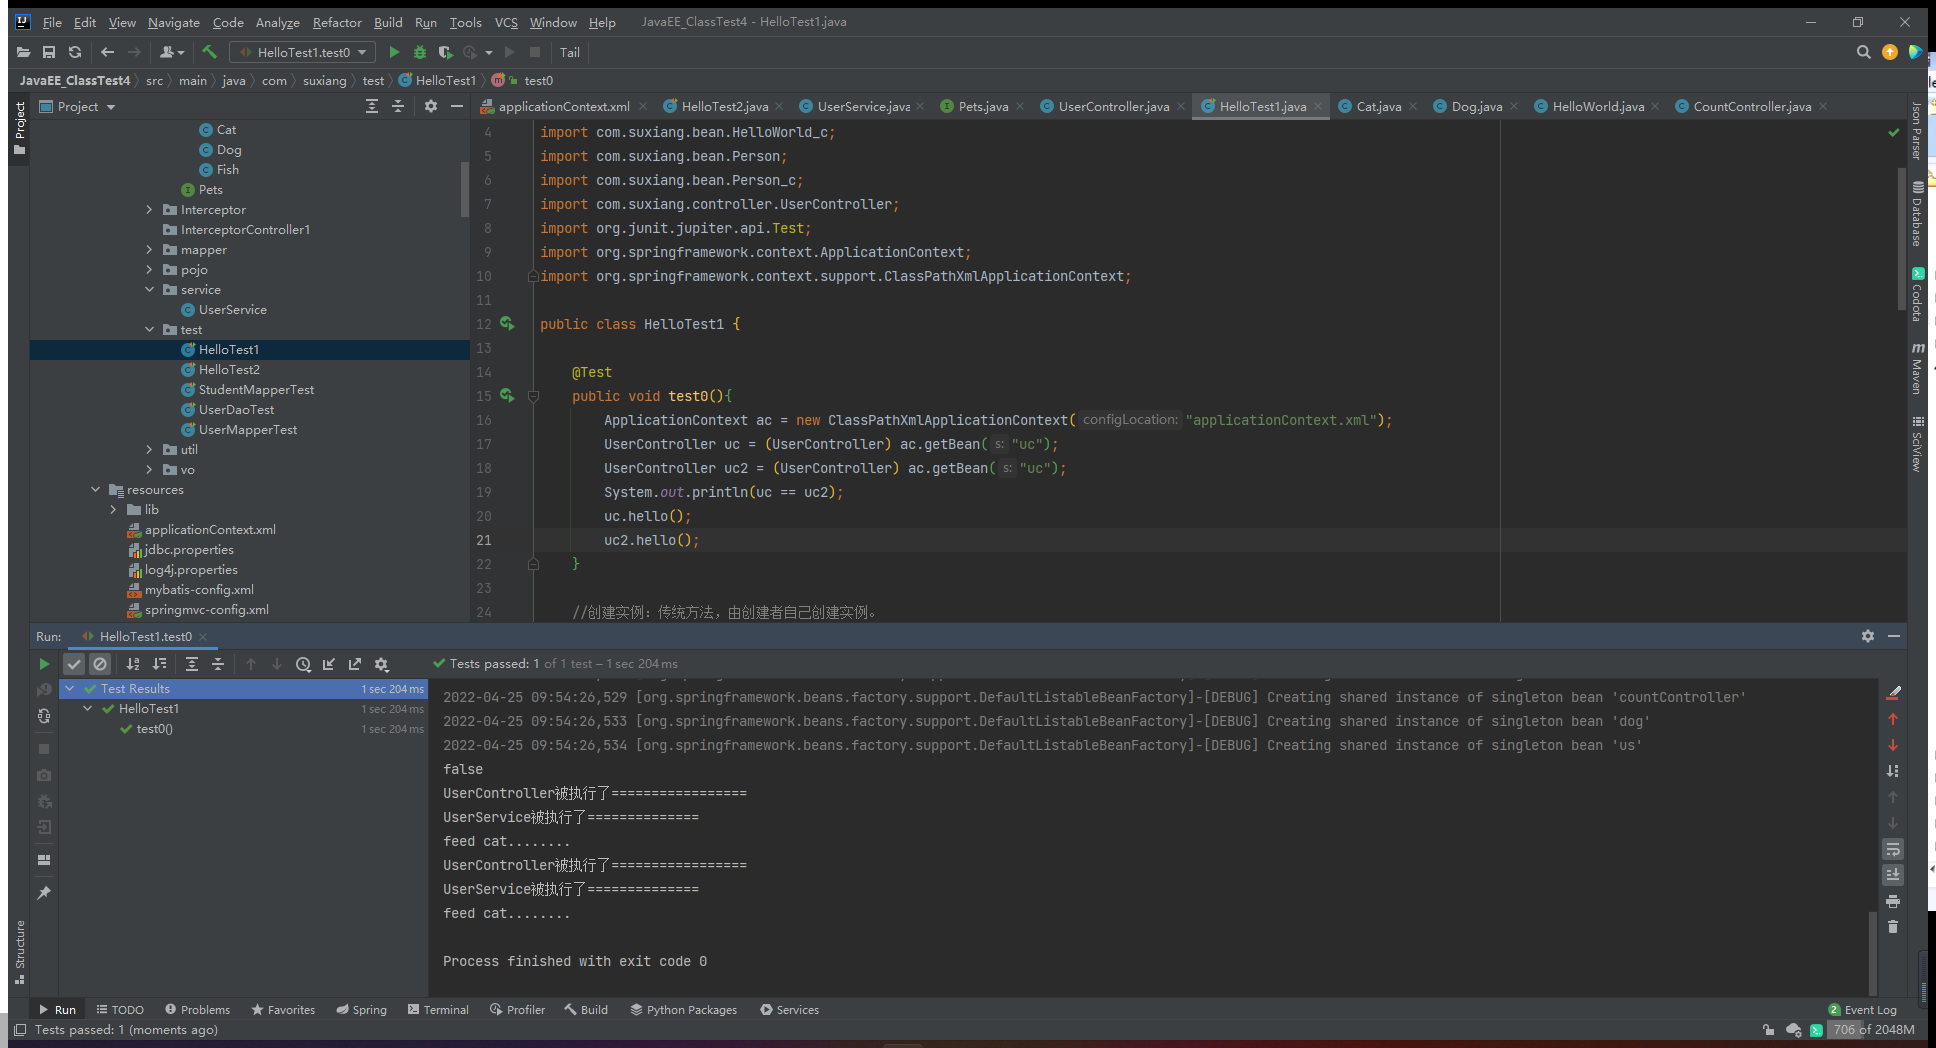 File Edit View Navigate Code Analyze Refactor Build Run Tools VCS Window Help JavaEE_ClassTest4 - HelloTest1.java
HelloTest1.test0 Tail
JavaEE_ClassTest4 src main java com suxiang test HelloTest1 test0
Project
applicationContext.xml HelloTest2.java UserService.java Pets.java UserController.java HelloTest1.java Cat.java Dog.java HelloWorld.java CountController.java
Project
Structure
Cat
Dog
Fish
Pets
Interceptor
InterceptorController1
mapper
pojo
service
UserService
test
HelloTest1
HelloTest2
StudentMapperTest
UserDaoTest
UserMapperTest
util
vo
resources
lib
applicationContext.xml
jdbc.properties
log4j.properties
mybatis-config.xml
springmvc-config.xml
4 import com.suxiang.bean.HelloWorld_c;
5 import com.suxiang.bean.Person;
6 import com.suxiang.bean.Person_c;
7 import com.suxiang.controller.UserController;
8 import org.junit.jupiter.api.Test;
9 import org.springframework.context.ApplicationContext;
10 import org.springframework.context.support.ClassPathXmlApplicationContext;
11
12 public class HelloTest1 {
13
14 @Test
15 public void test0(){
16 ApplicationContext ac = new ClassPathXmlApplicationContext( configLocation: "applicationContext.xml");
17 UserController uc = (UserController) ac.getBean( s: "uc");
18 UserController uc2 = (UserController) ac.getBean( s: "uc");
19 System.out.println(uc == uc2);
20 uc.hello();
21 uc2.hello();
22 }
23
24 //创建实例：传统方法，由创建者自己创建实例。
Json Parser
Database
Codota
Maven
SciView
Run: HelloTest1.test0
Tests passed: 1 of 1 test – 1 sec 204 ms
Test Results 1 sec 204 ms
HelloTest1 1 sec 204 ms
test0() 1 sec 204 ms
2022-04-25 09:54:26,529 [org.springframework.beans.factory.support.DefaultListableBeanFactory]-[DEBUG] Creating shared instance of singleton bean 'countController'
2022-04-25 09:54:26,533 [org.springframework.beans.factory.support.DefaultListableBeanFactory]-[DEBUG] Creating shared instance of singleton bean 'dog'
2022-04-25 09:54:26,534 [org.springframework.beans.factory.support.DefaultListableBeanFactory]-[DEBUG] Creating shared instance of singleton bean 'us'
false
UserController被执行了=================
UserService被执行了==============
feed cat........
UserController被执行了=================
UserService被执行了==============
feed cat........
Process finished with exit code 0
Run TODO Problems Favorites Spring Terminal Profiler Build Python Packages Services 2 Event Log
Tests passed: 1 (moments ago) 706 of 2048M